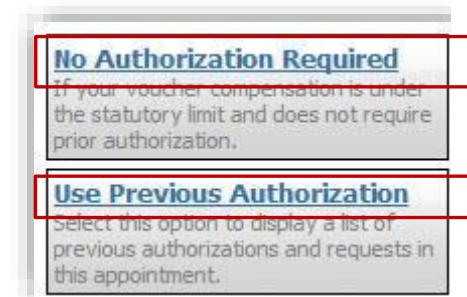 No Authorization Required
If your voucher compensation is under
the statutory limit and does not require
prior authorization.
Use Previous Authorization
Select this option to display a list of
previous authorizations and requests in
this appointment.